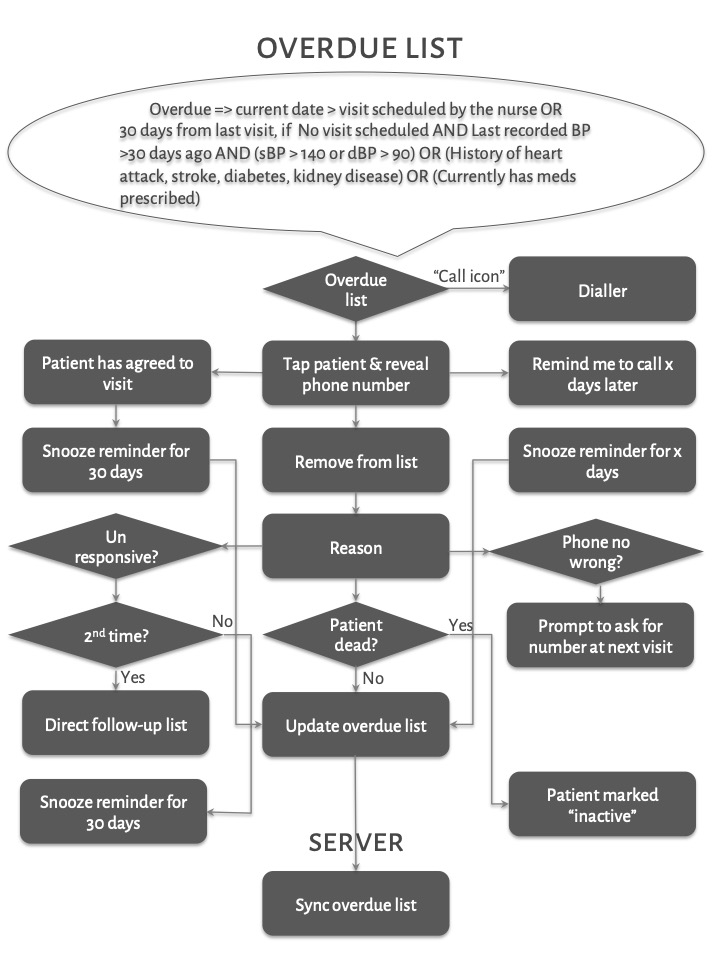 OVERDUE LIST
Overdue => current date > visit scheduled by the nurse OR
30 days from last visit, if No visit scheduled AND Last recorded BP
>30 days ago AND (sBP > 140 or dBP > 90) OR (History of heart
attack, stroke, diabetes, kidney disease) OR (Currently has meds
prescribed)
Overdue
list
"Call icon"
Dialler
Patient has agreed to
visit
Tap patient & reveal
phone number
Remind me to call x
days later
Snooze reminder for
30 days
Remove from list
Snooze reminder for x
days
Un
responsive?
Reason
Phone no
wrong?
2nd time?
No
Patient
dead?
Yes
Prompt to ask for
number at next visit
Yes
No
Direct follow-up list
Update overdue list
Snooze reminder for
30 days
Patient marked
"inactive"
SERVER
Sync overdue list